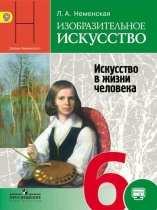 Л. А. Неменская
ИЗОБРАЗИТЕЛЬНОЕ
ИСКУССТВО
Искусство
в жизни
человека
6
ПРОСВЕЩЕНИЕ